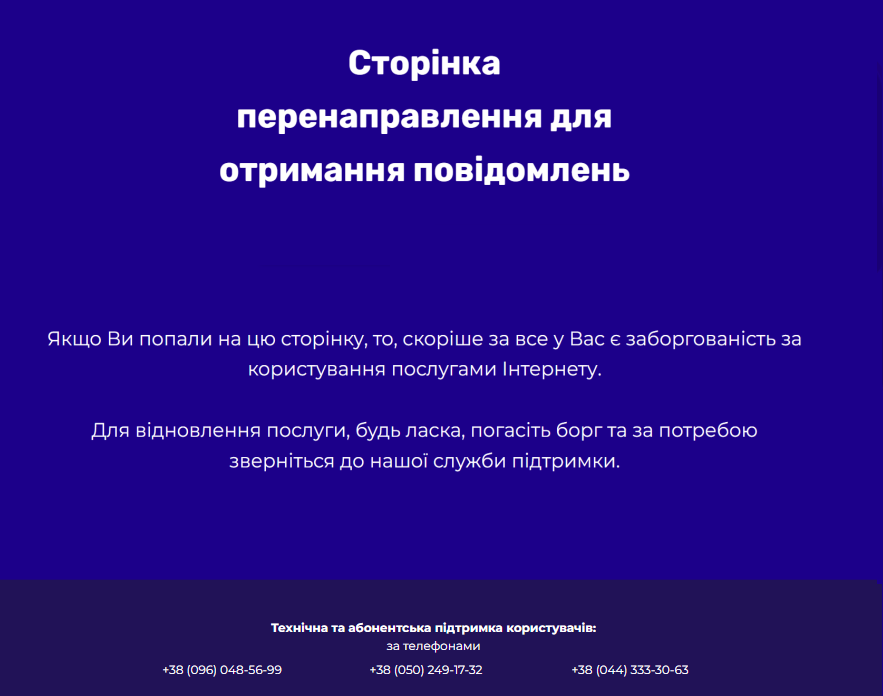 Сторінка
перенаправлення для
отримання повідомлень
Якщо Ви попали на цю сторінку, то, скоріше за все у Вас є заборгованість за
користування послугами Інтернету.
Для відновлення послуги, будь ласка, погасіть борг та за потребою
зверніться до нашої служби підтримки.
Технічна та абонентська підтримка користувачів:
за телефонами
+38 (096) 048-56-99 +38 (050) 249-17-32 +38 (044) 333-30-63